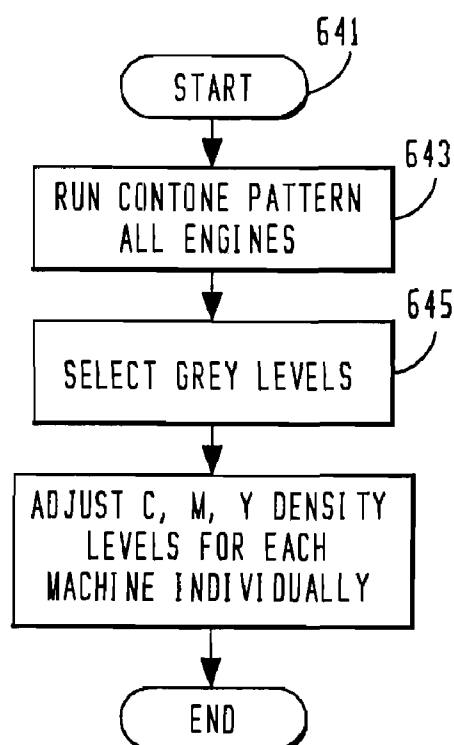 641
START
643
RUN CONTONE PATTERN
ALL ENGINES
645
SELECT GREY LEVELS
ADJUST C, M, Y DENSITY
LEVELS FOR EACH
MACHINE INDIVIDUALLY
END